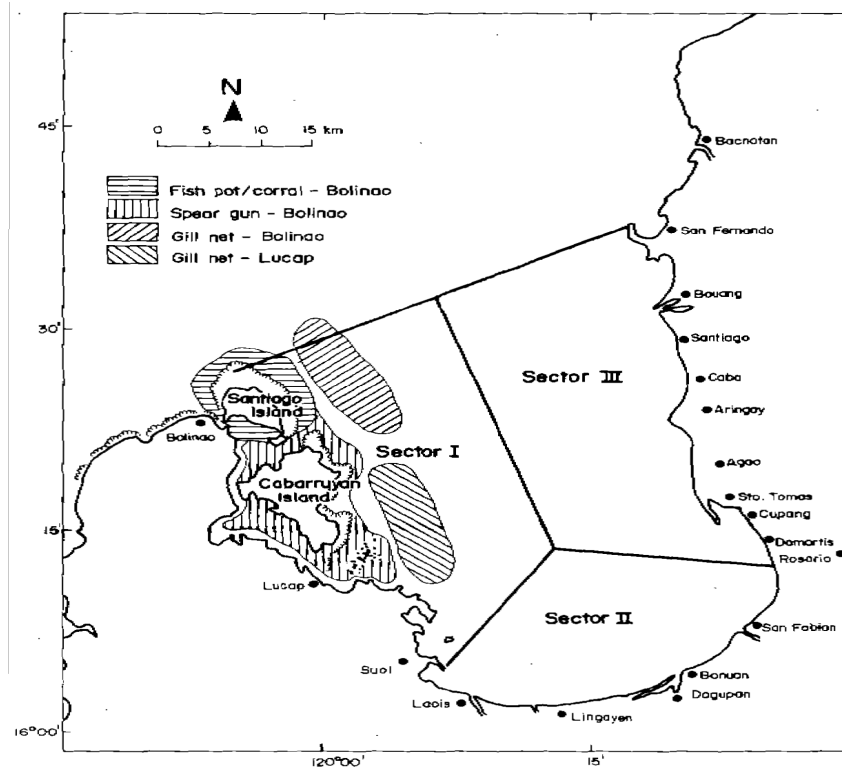 N
0 5 10 15 km
45'
Bacnotan
Fish pot/corral - Bolinao
Spear gun - Bolinao
Gill net - Bolinao
Gill net - Lucap
San Fernando
Bauang
30'
Santiago
Sector III
Caba
Santiago
Island
Aringay
Bolinao
Sector I
Agoo
Cabarruyan
Island
Sto. Tomas
Cupang
15'
Damortis
Rosario
Lucap
Sector II
San Fabian
Sual
Bonuan
Dagupan
Laois
Lingayen
16°00'
120°00'
15'